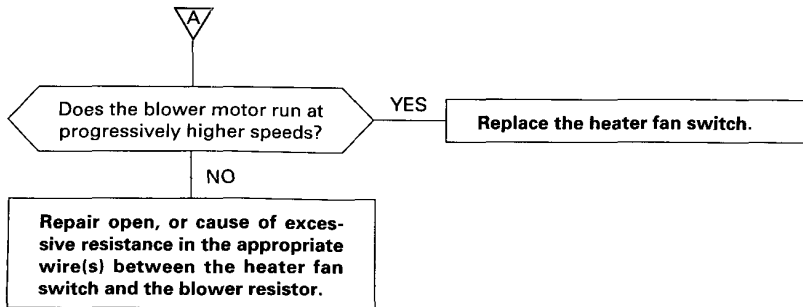 A
Does the blower motor run at
progressively higher speeds?
YES
Replace the heater fan switch.
NO
Repair open, or cause of exces-
sive resistance in the appropriate
wire(s) between the heater fan
switch and the blower resistor.